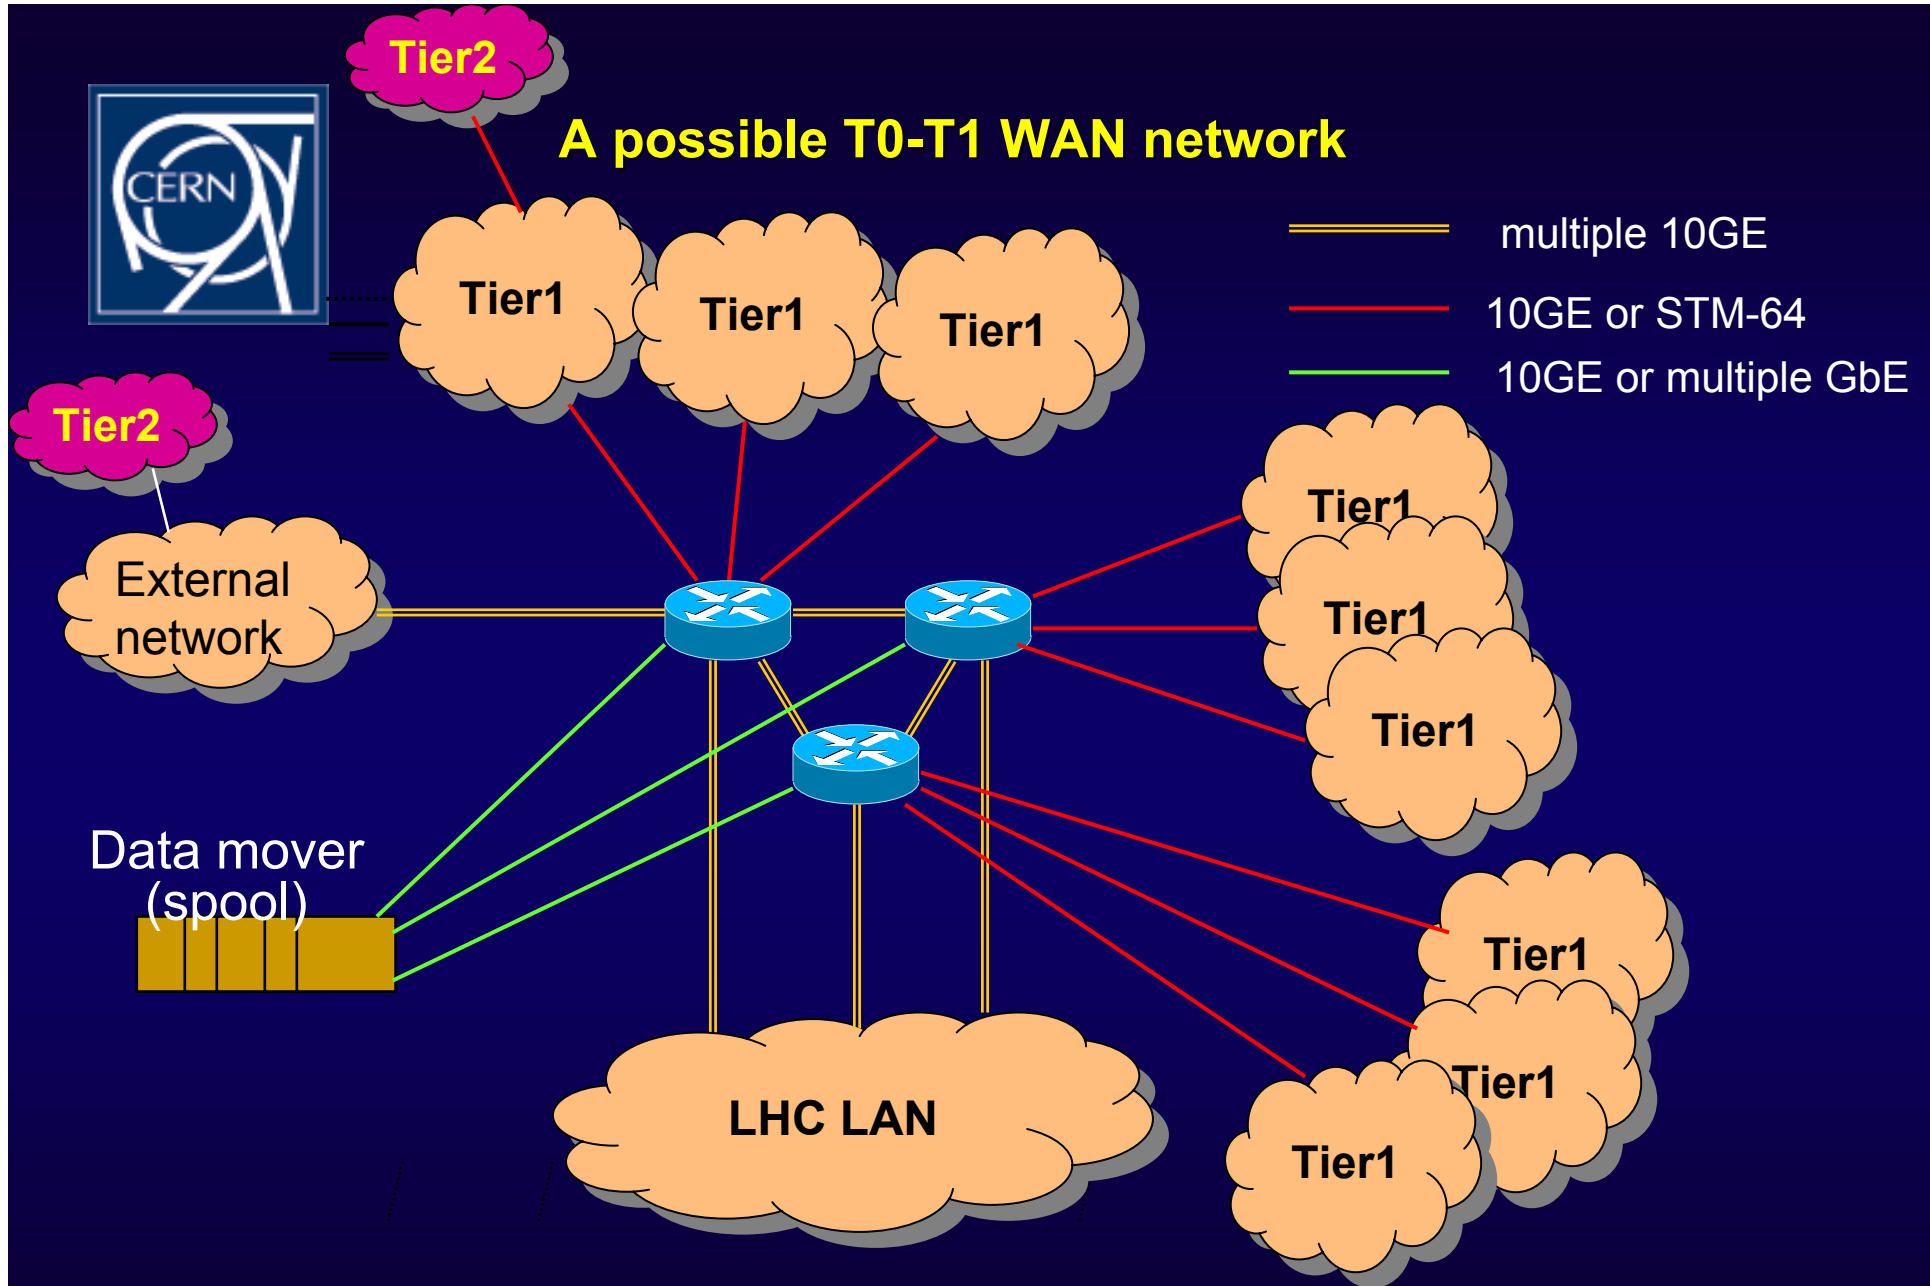 Tier2
CERN
A possible T0-T1 WAN network
multiple 10GE
10GE or STM-64
10GE or multiple GbE
Tier1
Tier1
Tier1
Tier2
External
network
Tier1
Tier1
Tier1
Data mover
(spool)
Tier1
Tier1
Tier1
LHC LAN